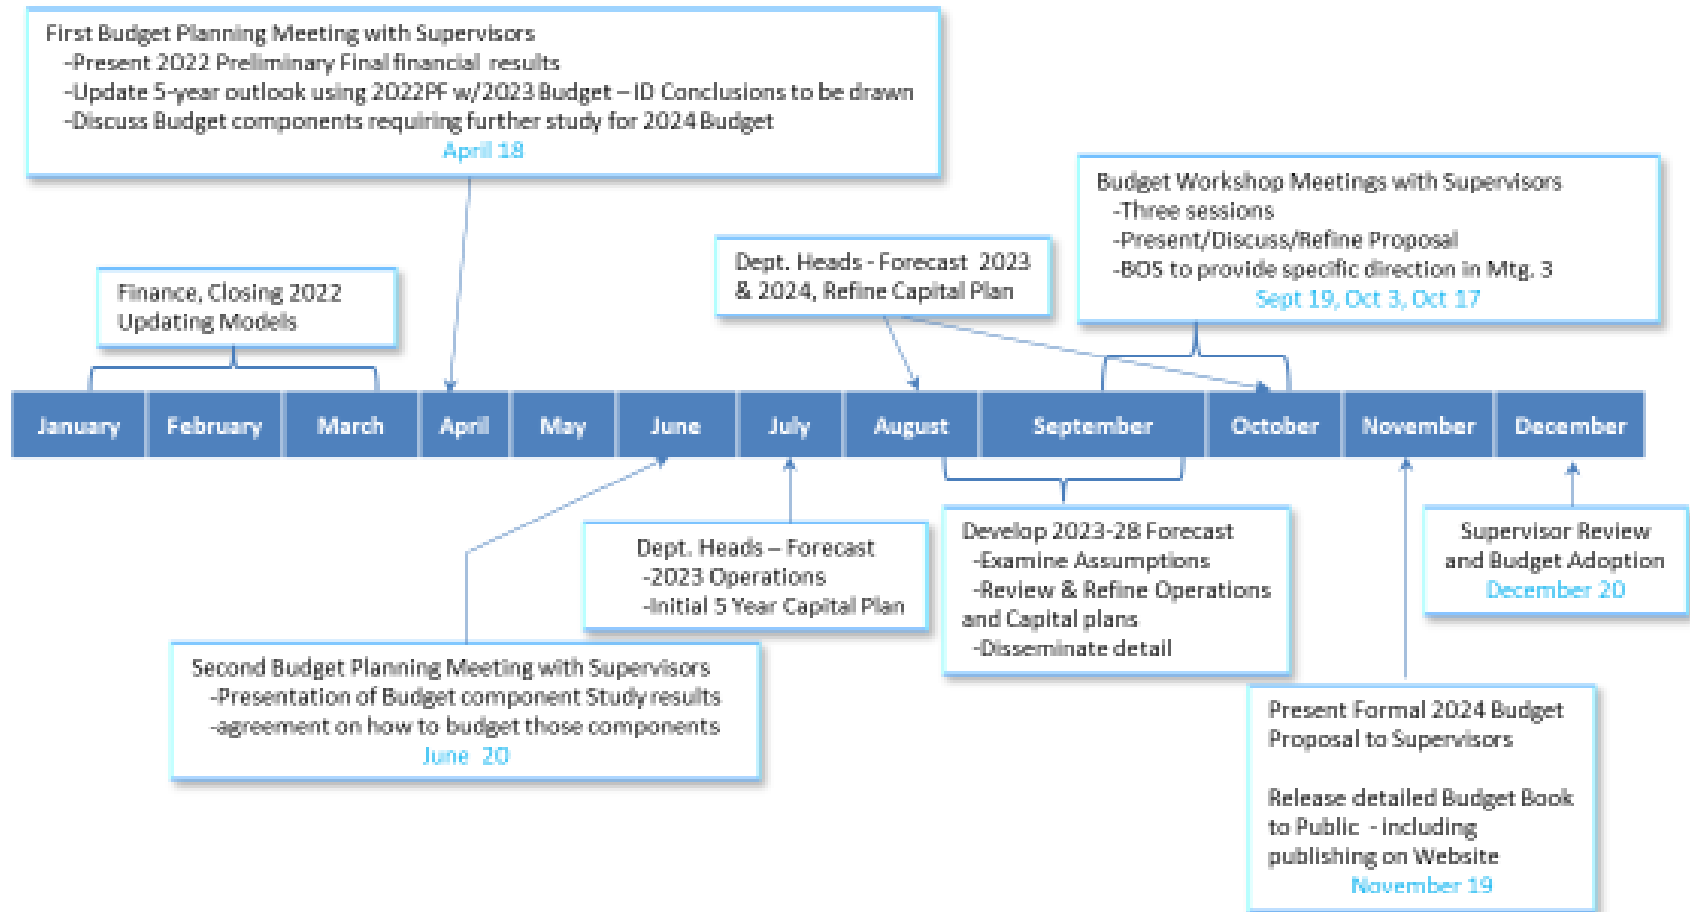 First Budget Planning Meeting with Supervisors
-Present 2022 Preliminary Final financial results
-Update 5-year outlook using 2022PF w/2023 Budget – ID Conclusions to be drawn
-Discuss Budget components requiring further study for 2024 Budget
April 18
Budget Workshop Meetings with Supervisors
-Three sessions
-Present/Discuss/Refine Proposal
-BOS to provide specific direction in Mtg. 3
Sept 19, Oct 3, Oct 17
Dept. Heads - Forecast 2023
& 2024, Refine Capital Plan
Finance, Closing 2022
Updating Models
January February March April May June July August September October November December
Dept. Heads – Forecast
-2023 Operations
-Initial 5 Year Capital Plan
Develop 2023-28 Forecast
-Examine Assumptions
-Review & Refine Operations
and Capital plans
-Disseminate detail
Supervisor Review
and Budget Adoption
December 20
Second Budget Planning Meeting with Supervisors
-Presentation of Budget component Study results
-agreement on how to budget those components
June 20
Present Formal 2024 Budget
Proposal to Supervisors
Release detailed Budget Book
to Public - including
publishing on Website
November 19